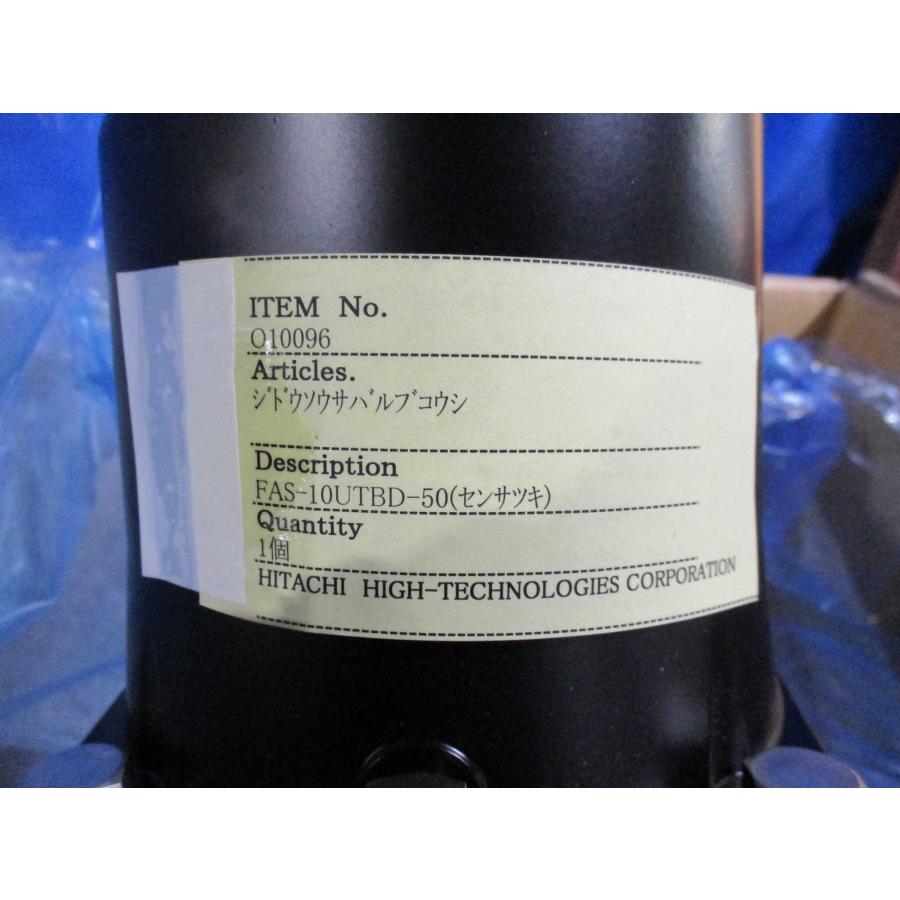 ITEM No.
O10096
Articles.
ジドウソウサバルブコウシ
Description
FAS-10UTBD-50(センサツキ)
Quantity
1個
HITACHI HIGH-TECHNOLOGIES CORPORATION